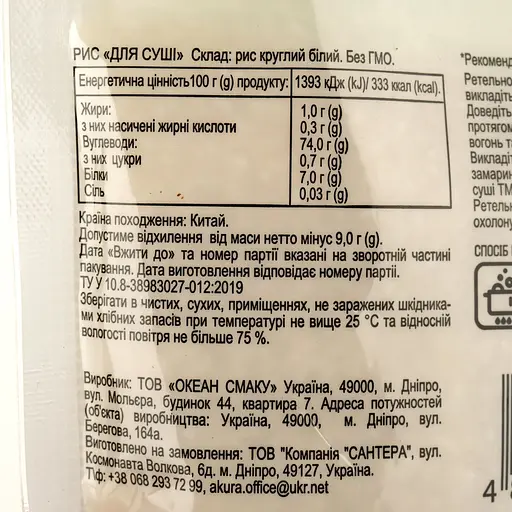 РИС «ДЛЯ СУШІ» Склад: рис круглий білий. Без ГМО.
Енергетична цінність100 г (g) продукту: 1393 кДж (kJ)/ 333 ккал (kcal).
Жири: 1,0 г (g)
з них насичені жирні кислоти 0,3 г (g)
Вуглеводи: 74,0 г (g)
з них цукри 0,7 г (g)
Білки 7,0 г (g)
Сіль 0,03 г (g)
Країна походження: Китай.
Допустиме відхилення від маси нетто мінус 9,0 г (g).
Дата «Вжити до» та номер партії вказані на зворотній частині
пакування. Дата виготовлення відповідає номеру партії.
ТУ У 10.8-38983027-012:2019
Зберігати в чистих, сухих, приміщеннях, не заражених шкідника-
ми хлібних запасів при температурі не вище 25 °С та відносній
вологості повітря не більше 75 %.
Виробник: ТОВ «ОКЕАН СМАКУ» Україна, 49000, м. Дніпро,
вул. Мольєра, будинок 44, квартира 7. Адреса потужностей
(об'єкта) виробництва: Україна, 49000, м. Дніпро, вул.
Берегова, 164а.
Виготовлено на замовлення: ТОВ "Компанія "САНТЕРА", вул.
Космонавта Волкова, 6д. м. Дніпро, 49127, Україна.
Т\ф: +38 068 293 72 99, akura.office@ukr.net
*Рекоменд
Ретельно
викладіть
Доведіть
протягом
вогонь т
Викладіт
замарин
суші ТМ
Ретель
охолону
СПОСІБ
4